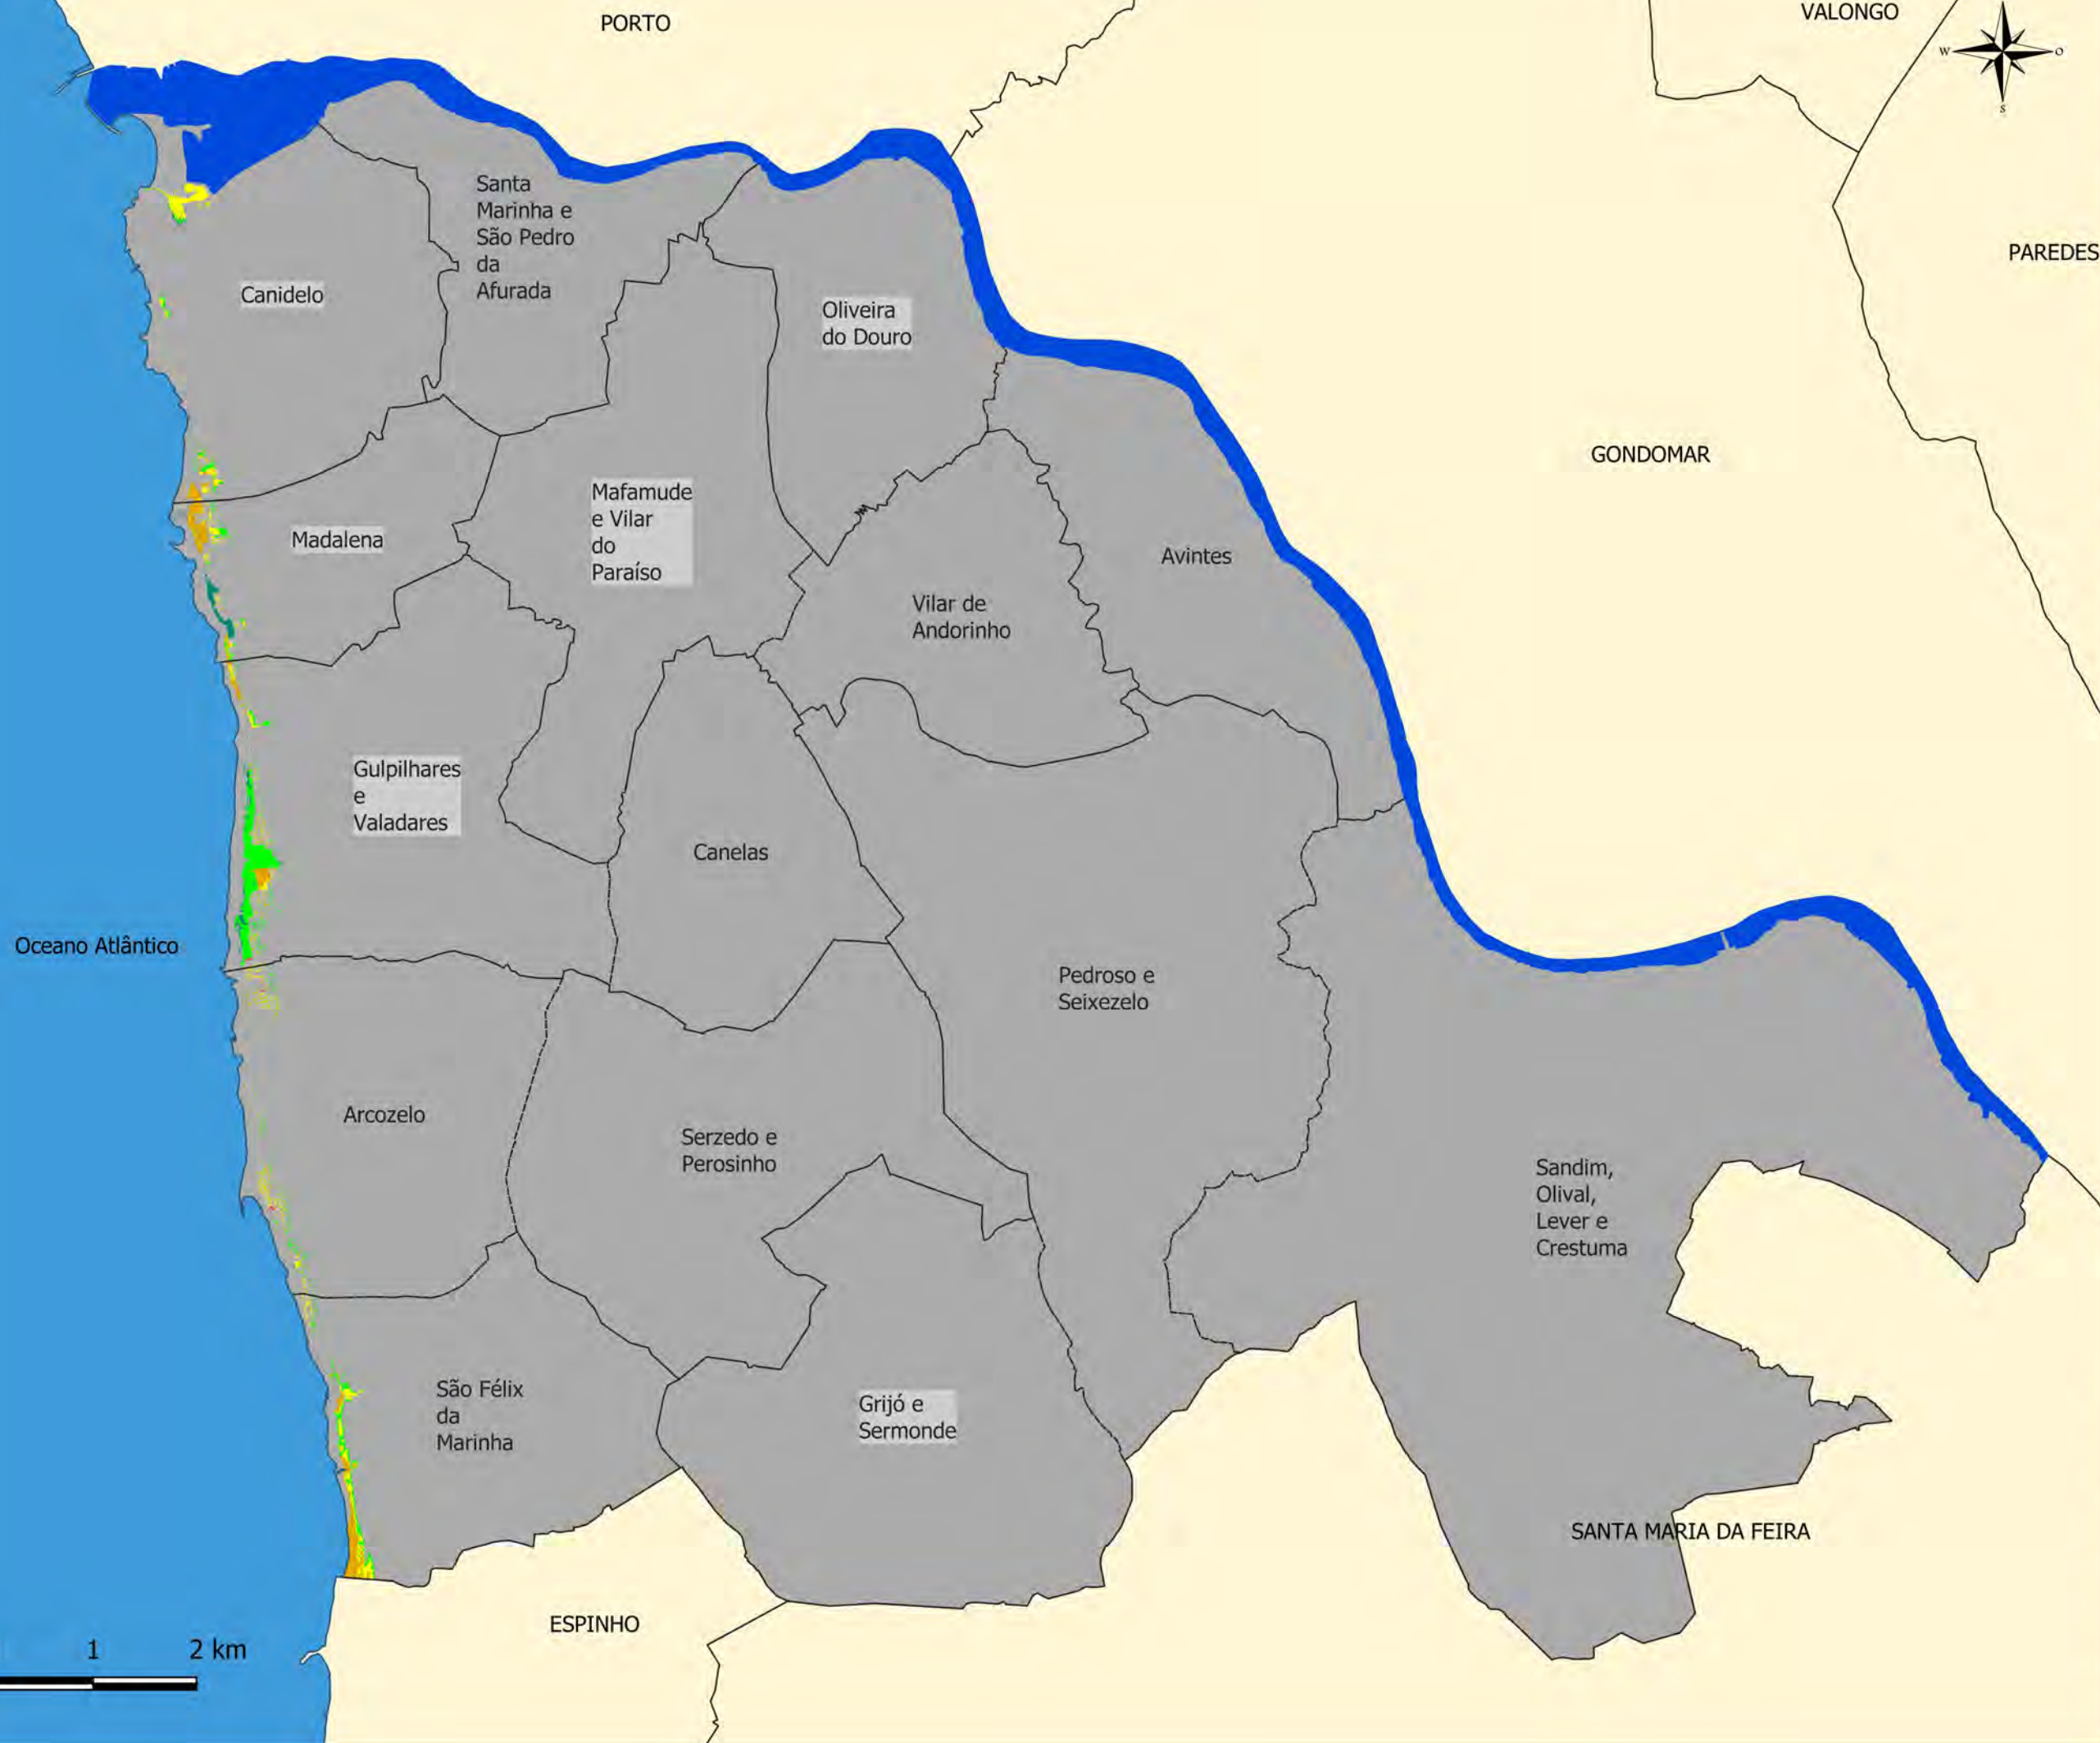 PORTO
VALONGO
W
O
S
Santa
Marinha e
São Pedro
da
Afurada
PAREDES
Canidelo
Oliveira
do Douro
GONDOMAR
Mafamude
e Vilar
do
Paraíso
Madalena
Avintes
Vilar de
Andorinho
Gulpilhares
e
Valadares
Canelas
Oceano Atlântico
Pedroso e
Seixezelo
Arcozelo
Serzedo e
Perosinho
Sandim,
Olival,
Lever e
Crestuma
São Félix
da
Marinha
Grijó e
Sermonde
SANTA MARIA DA FEIRA
ESPINHO
1 2 km